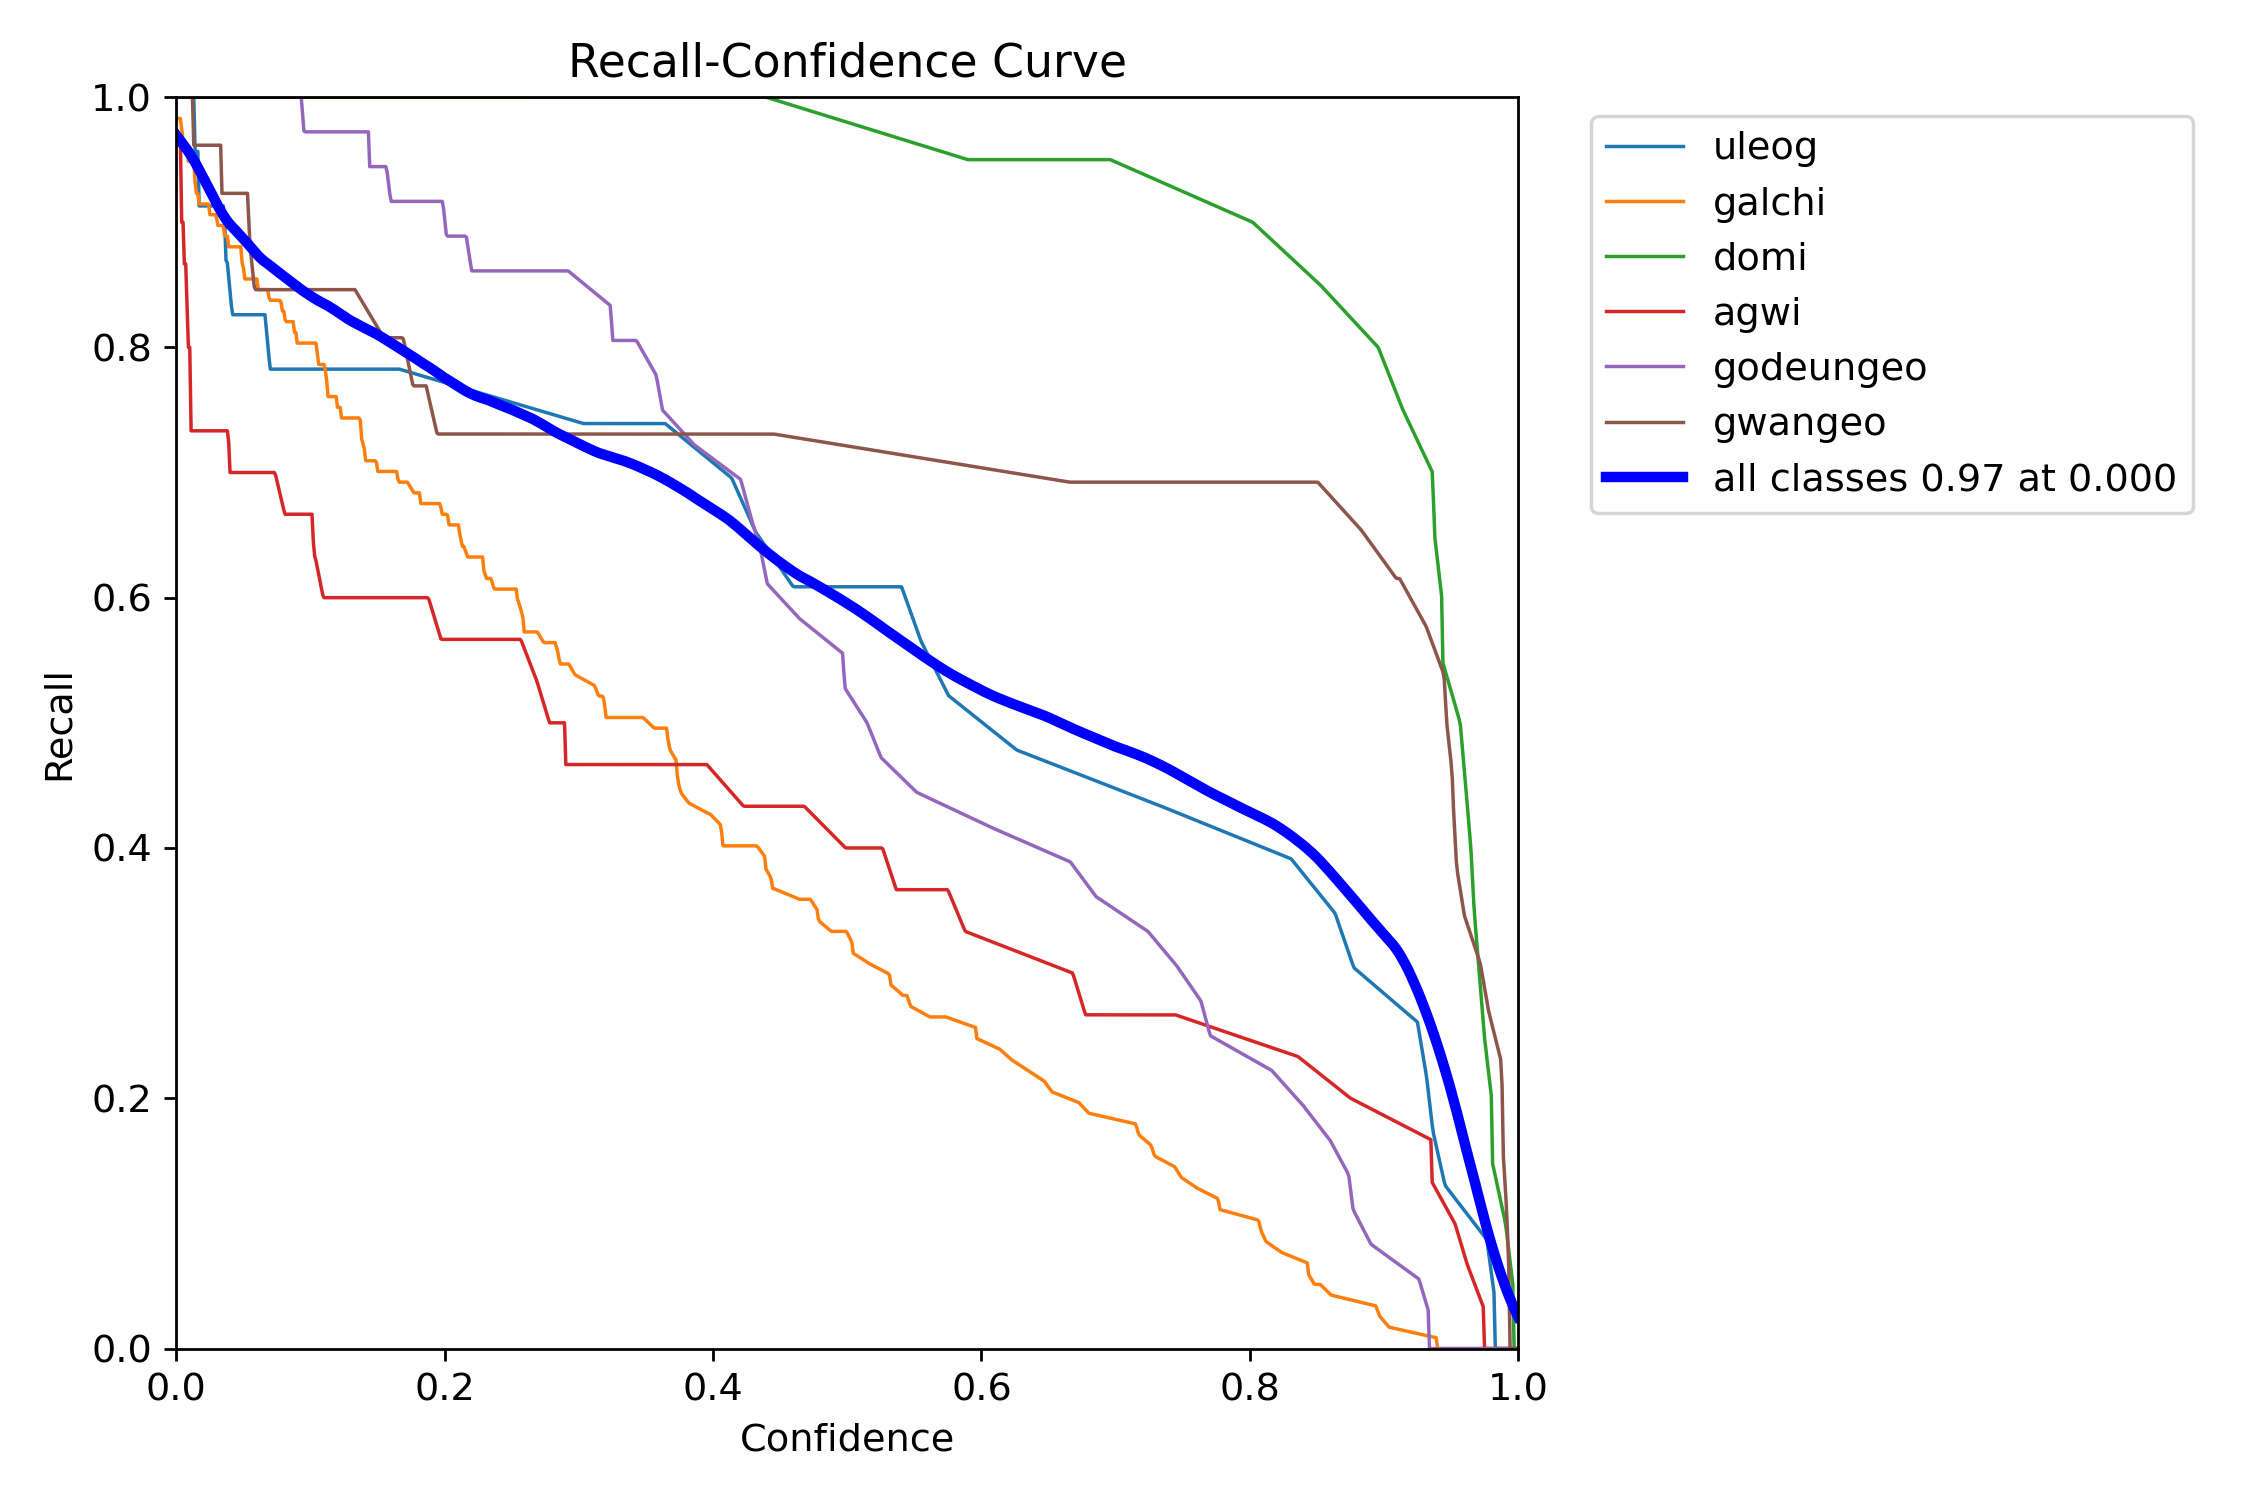 Recall-Confidence Curve
1.0
0.8
0.6
0.4
0.2
0.0
Recall
0.0 0.2 0.4 0.6 0.8 1.0
Confidence
uleog
galchi
domi
agwi
godeungeo
gwangeo
all classes 0.97 at 0.000